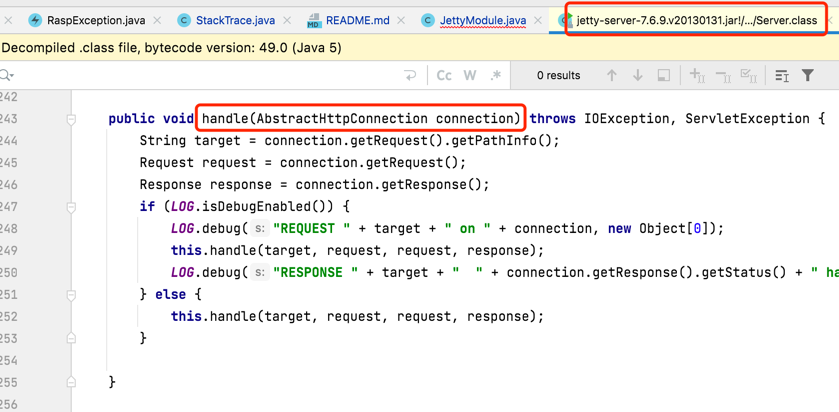 RaspException.java StackTrace.java README.md JettyModule.java jetty-server-7.6.9.v20130131.jar!/.../Server.class
Decompiled .class file, bytecode version: 49.0 (Java 5)
Cc W .* 0 results
242
243 public void handle(AbstractHttpConnection connection) throws IOException, ServletException {
244 String target = connection.getRequest().getPathInfo();
245 Request request = connection.getRequest();
246 Response response = connection.getResponse();
247 if (LOG.isDebugEnabled()) {
248 LOG.debug( s: "REQUEST " + target + " on " + connection, new Object[0]);
249 this.handle(target, request, request, response);
250 LOG.debug( s: "RESPONSE " + target + "  " + connection.getResponse().getStatus() + " ha
251 } else {
252 this.handle(target, request, request, response);
253 }
254
255 }
256